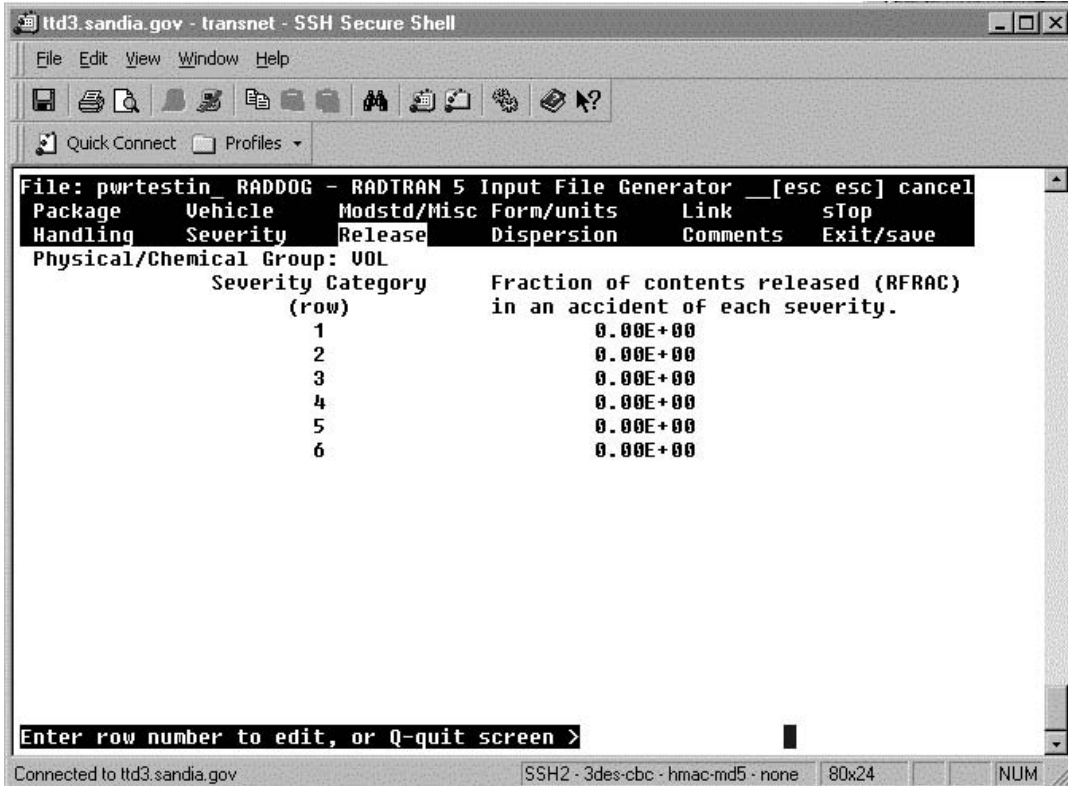 ttd3.sandia.gov - transnet - SSH Secure Shell
File Edit View Window Help
Quick Connect Profiles
File: pwrtestin_ RADDOG - RADTRAN 5 Input File Generator __[esc esc] cancel
Package Vehicle Modstd/Misc Form/units Link sTop
Handling Severity Release Dispersion Comments Exit/save
Physical/Chemical Group: VOL
Severity Category Fraction of contents released (RFRAC)
(row) in an accident of each severity.
1 0.00E+00
2 0.00E+00
3 0.00E+00
4 0.00E+00
5 0.00E+00
6 0.00E+00
Enter row number to edit, or Q-quit screen >
Connected to ttd3.sandia.gov SSH2 - 3des-cbc - hmac-md5 - none 80x24 NUM